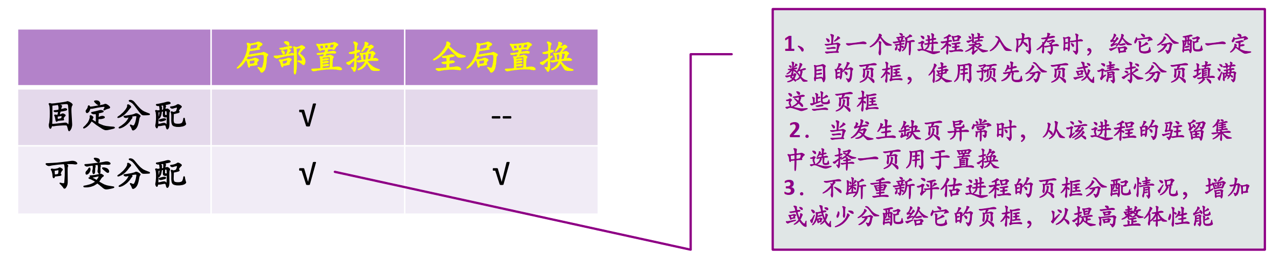 局部置换 全局置换
固定分配 √ --
可变分配 √ √
1、当一个新进程装入内存时，给它分配一定
数目的页框，使用预先分页或请求分页填满
这些页框
2．当发生缺页异常时，从该进程的驻留集
中选择一页用于置换
3．不断重新评估进程的页框分配情况，增加
或减少分配给它的页框，以提高整体性能